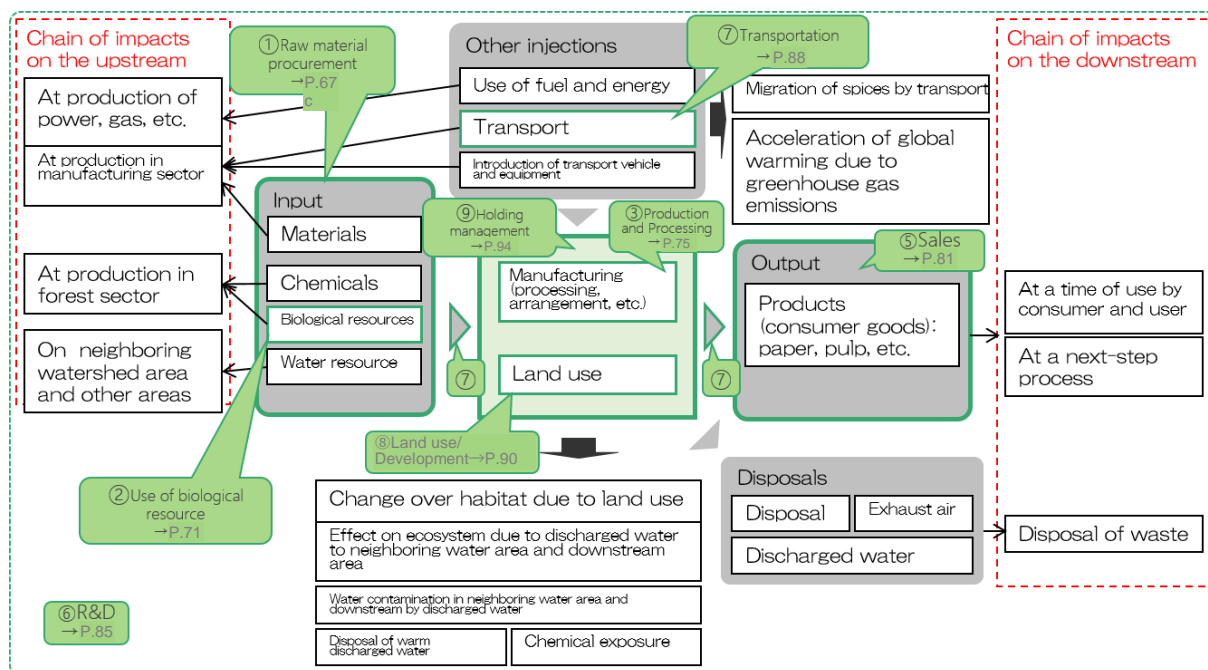 Chain of impacts
on the upstream
①Raw material
procurement
→P.67
c
Other injections
⑦Transportation
→P.88
Chain of impacts
on the downstream
At production of
power, gas, etc.
At production in
manufacturing sector
Use of fuel and energy
Transport
Introduction of transport vehicle
and equipment
Migration of spices by transport
Acceleration of global
warming due to
greenhouse gas
emissions
Input
Materials
Chemicals
Biological resources
Water resource
At production in
forest sector
On neighboring
watershed area
and other areas
⑨Holding
management
→P.94
③Production
and Processing
→P.75
Manufacturing
(processing,
arrangement, etc.)
Land use
⑦
⑦
⑤Sales
→P.81
Output
Products
(consumer goods):
paper, pulp, etc.
At a time of use by
consumer and user
At a next-step
process
⑧Land use/
Development→P.90
②Use of biological
resource
→P.71
Change over habitat due to land use
Effect on ecosystem due to discharged water
to neighboring water area and downstream
area
Water contamination in neighboring water area and
downstream by discharged water
Disposal of warm
discharged water
Chemical exposure
Disposals
Disposal
Exhaust air
Discharged water
Disposal of waste
⑥R&D
→P.85